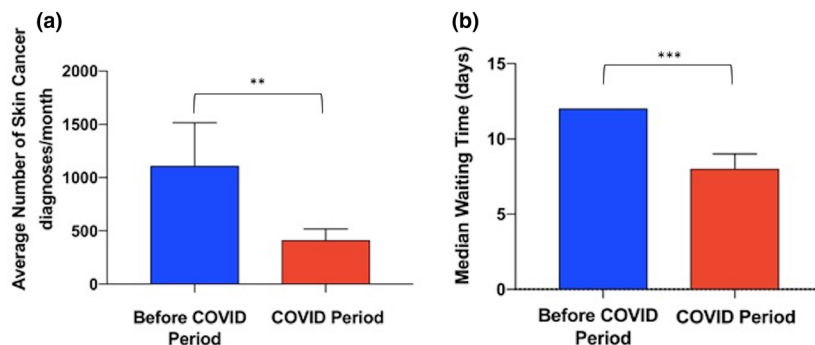 (a)
Average Number of Skin Cancer
diagnoses/month
2000
1500
1000
500
0
**
Before COVID
Period
COVID Period
(b)
Median Waiting Time (days)
15
10
5
0
***
Before COVID
Period
COVID Period